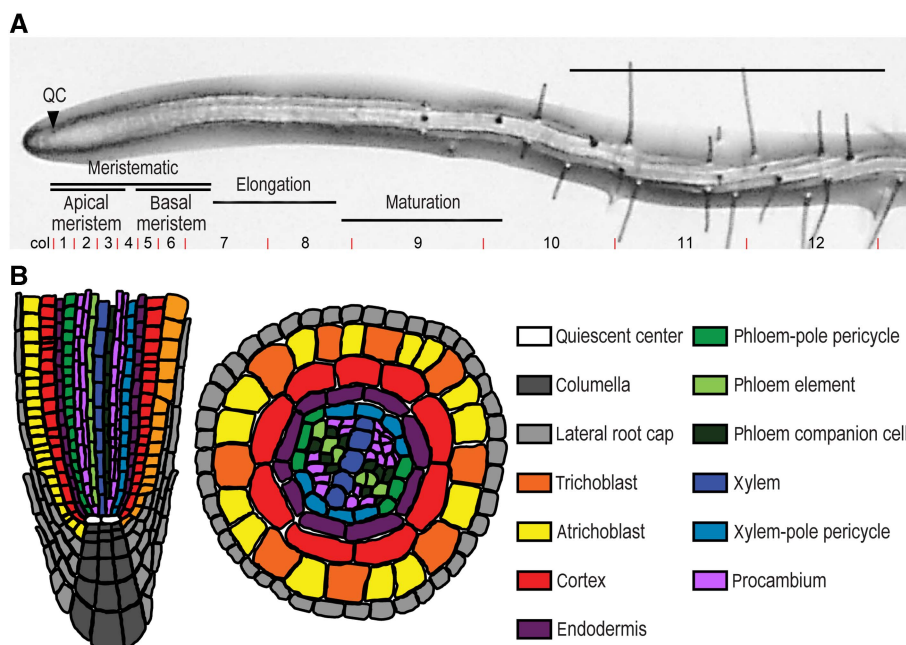 A
QC
Meristematic
Apical
meristem
Basal
meristem
Elongation
Maturation
col 1 2 3 4 5 6 7 8 9 10 11 12
B
Quiescent center
Columella
Lateral root cap
Trichoblast
Atrichoblast
Cortex
Endodermis
Phloem-pole pericycle
Phloem element
Phloem companion cell
Xylem
Xylem-pole pericycle
Procambium